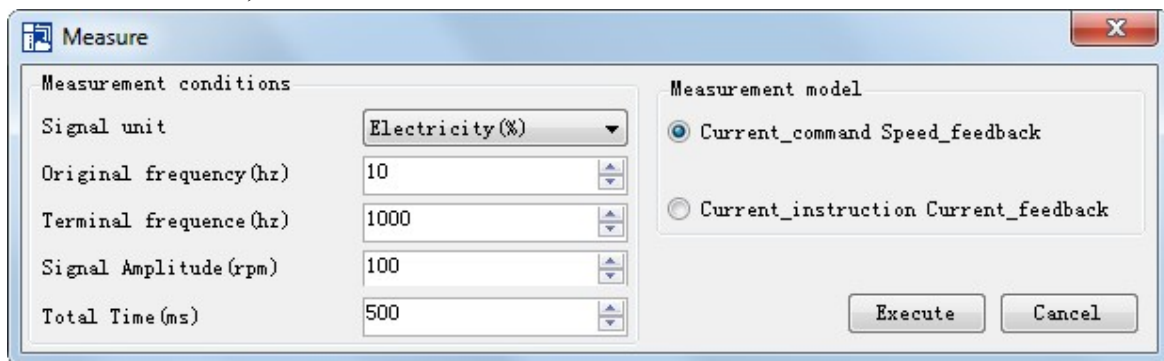 Measure
Measurement conditions
Signal unit
Electricity(%)
Original frequency(hz)
10
Terminal frequence(hz)
1000
Signal Amplitude(rpm)
100
Total Time(ms)
500
Measurement model
Current_command Speed_feedback
Current_instruction Current_feedback
Execute
Cancel